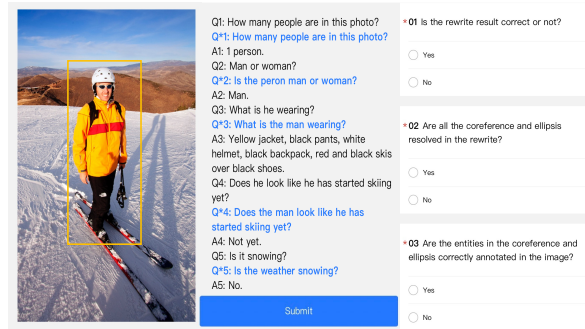 Q1: How many people are in this photo?
Q*1: How many people are in this photo?
A1: 1 person.
Q2: Man or woman?
Q*2: Is the peron man or woman?
A2: Man.
Q3: What is he wearing?
Q*3: What is the man wearing?
A3: Yellow jacket, black pants, white
helmet, black backpack, red and black skis
over black shoes.
Q4: Does he look like he has started skiing
yet?
Q*4: Does the man look like he has
started skiing yet?
A4: Not yet.
Q5: Is it snowing?
Q*5: Is the weather snowing?
A5: No.
Submit
*01 Is the rewrite result correct or not?
Yes
No
*02 Are all the coreference and ellipsis
resolved in the rewrite?
Yes
No
*03 Are the entities in the coreference and
ellipsis correctly annotated in the image?
Yes
No